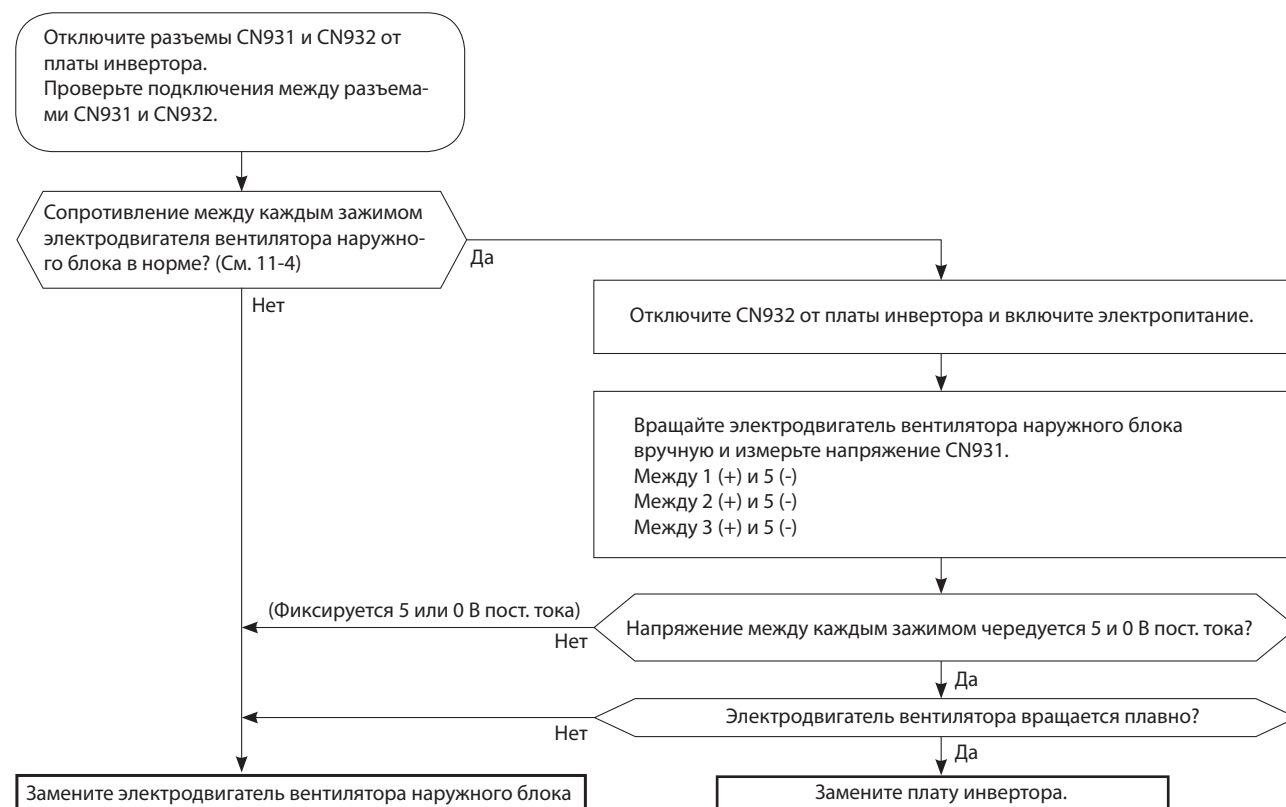 Отключите разъемы CN931 и CN932 от
платы инвертора.
Проверьте подключения между разъема-
ми CN931 и CN932.
Сопротивление между каждым зажимом
электродвигателя вентилятора наружно-
го блока в норме? (См. 11-4)
Да
Нет
Отключите CN932 от платы инвертора и включите электропитание.
Вращайте электродвигатель вентилятора наружного блока
вручную и измерьте напряжение CN931.
Между 1 (+) и 5 (-)
Между 2 (+) и 5 (-)
Между 3 (+) и 5 (-)
(Фиксируется 5 или 0 В пост. тока)
Нет
Напряжение между каждым зажимом чередуется 5 и 0 В пост. тока?
Да
Электродвигатель вентилятора вращается плавно?
Нет
Да
Замените электродвигатель вентилятора наружного блока
Замените плату инвертора.